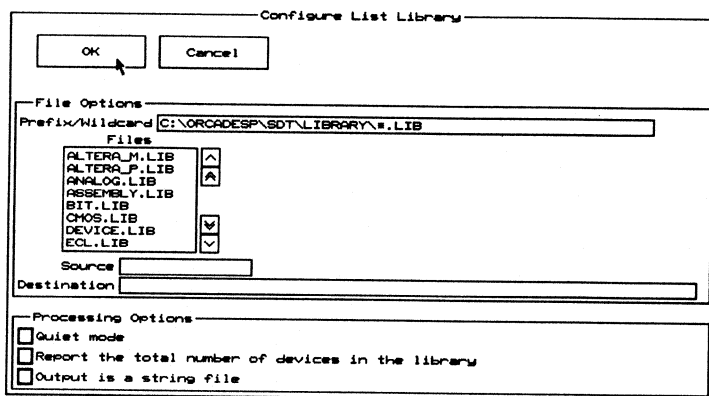 Configure List Library
OK Cancel
File Options
Prefix/Wildcard C:\ORCADESP\SDT\LIBRARY\*.LIB
Files
ALTERA_M.LIB
ALTERA_P.LIB
ANALOG.LIB
ASSEMBLY.LIB
BIT.LIB
CMOS.LIB
DEVICE.LIB
ECL.LIB
Source
Destination
Processing Options
Quiet mode
Report the total number of devices in the library
Output is a string file